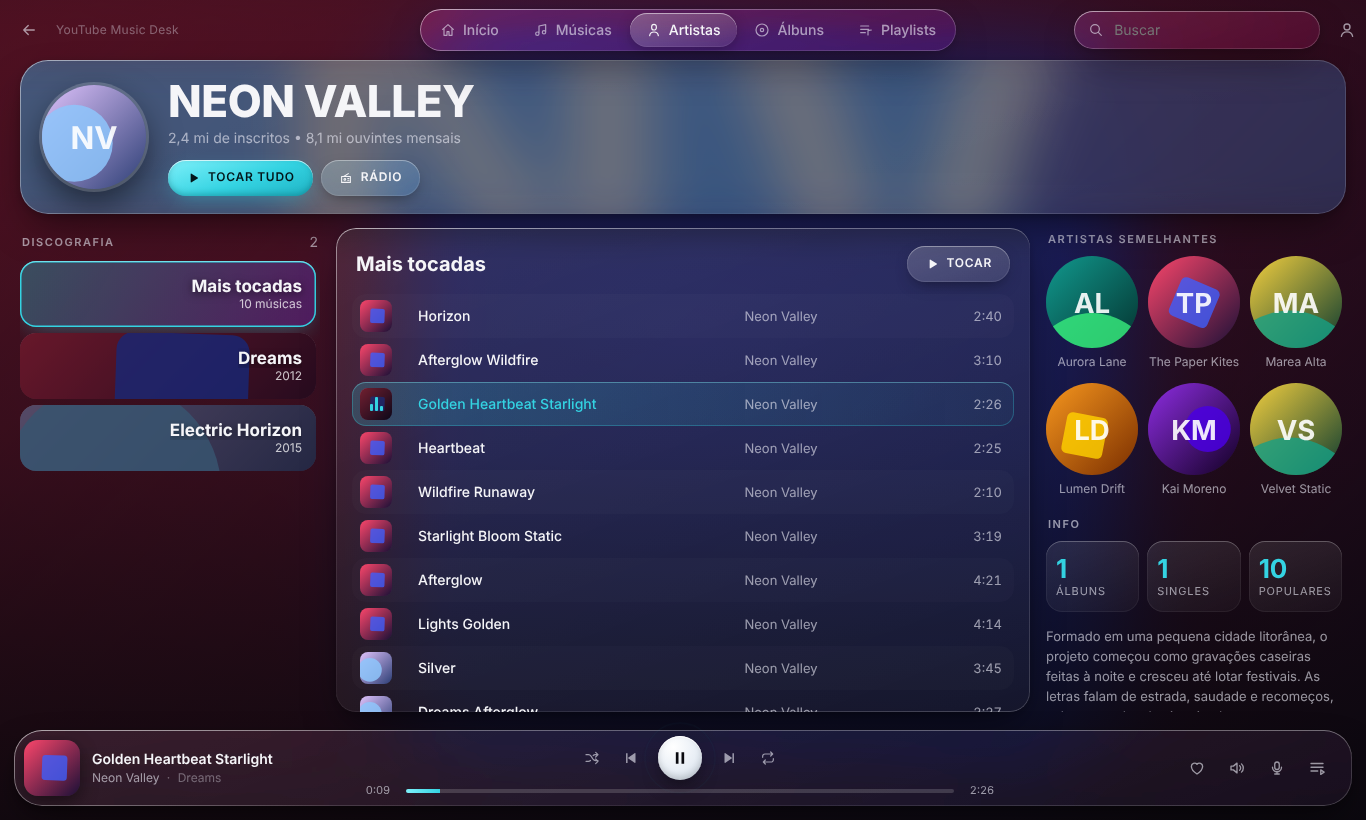 YouTube Music Desk
Início
Músicas
Artistas
Álbuns
Playlists
Buscar
NV
NEON VALLEY
2,4 mi de inscritos • 8,1 mi ouvintes mensais
TOCAR TUDO
RÁDIO
DISCOGRAFIA 2
Mais tocadas
10 músicas
Dreams
2012
Electric Horizon
2015
Mais tocadas
TOCAR
Horizon Neon Valley 2:40
Afterglow Wildfire Neon Valley 3:10
Golden Heartbeat Starlight Neon Valley 2:26
Heartbeat Neon Valley 2:25
Wildfire Runaway Neon Valley 2:10
Starlight Bloom Static Neon Valley 3:19
Afterglow Neon Valley 4:21
Lights Golden Neon Valley 4:14
Silver Neon Valley 3:45
Dreams Afterglow Neon Valley
ARTISTAS SEMELHANTES
AL TP MA
Aurora Lane The Paper Kites Marea Alta
LD KM VS
Lumen Drift Kai Moreno Velvet Static
INFO
1 1 10
ÁLBUNS SINGLES POPULARES
Formado em uma pequena cidade litorânea, o
projeto começou como gravações caseiras
feitas à noite e cresceu até lotar festivais. As
letras falam de estrada, saudade e recomeços,
Golden Heartbeat Starlight
Neon Valley · Dreams
0:09
2:26